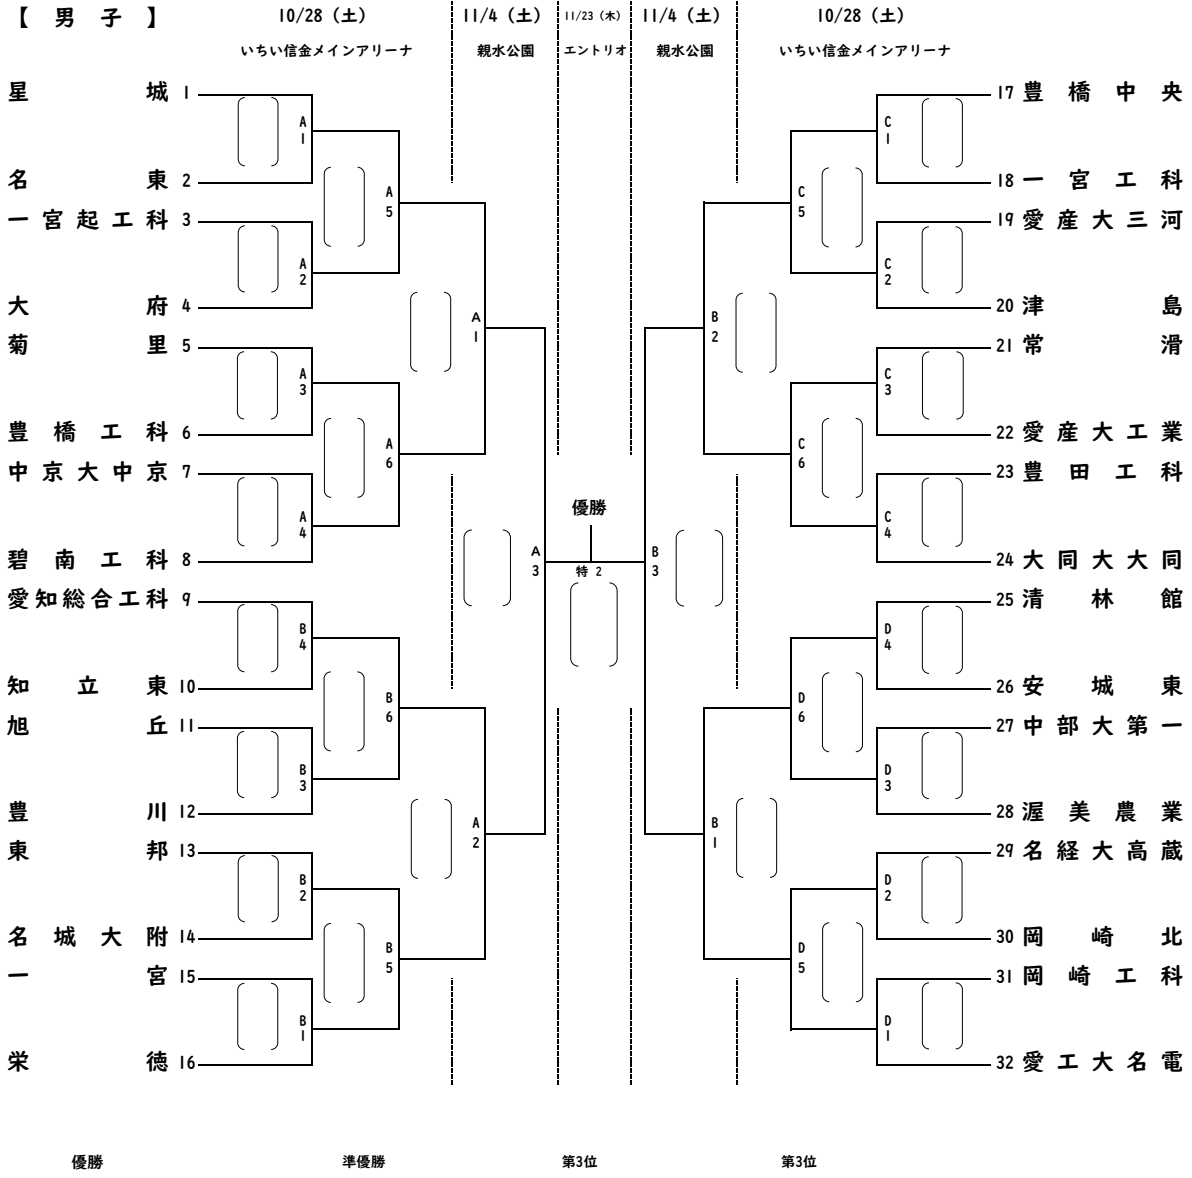 【 男 子 】 10/28（土） 11/4（土） 11/23（木） 11/4（土） 10/28（土）
いちい信金メインアリーナ 親水公園 エントリオ 親水公園 いちい信金メインアリーナ
星城 1
名東 2
一宮起工科 3
大府 4
菊里 5
豊橋工科 6
中京大中京 7
碧南工科 8
愛知総合工科 9
知立東 10
旭丘 11
豊川 12
東邦 13
名城大附 14
一宮 15
栄徳 16
A1
A2
A3
A4
B4
B3
B2
B1
A5
A6
B6
B5
A1
A2
A3
優勝
特 2
B3
B2
B1
C5
C6
D6
D5
C1
C2
C3
C4
D4
D3
D2
D1
17 豊橋中央
18 一宮工科
19 愛産大三河
20 津島
21 常滑
22 愛産大工業
23 豊田工科
24 大同大大同
25 清林館
26 安城東
27 中部大第一
28 渥美農業
29 名経大高蔵
30 岡崎北
31 岡崎工科
32 愛工大名電
優勝 準優勝 第3位 第3位